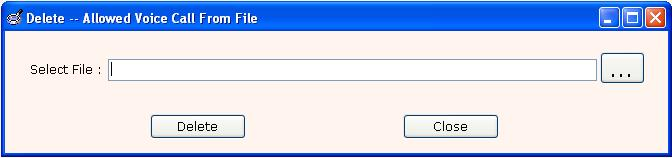 Delete -- Allowed Voice Call From File
Select File :
...
Delete
Close